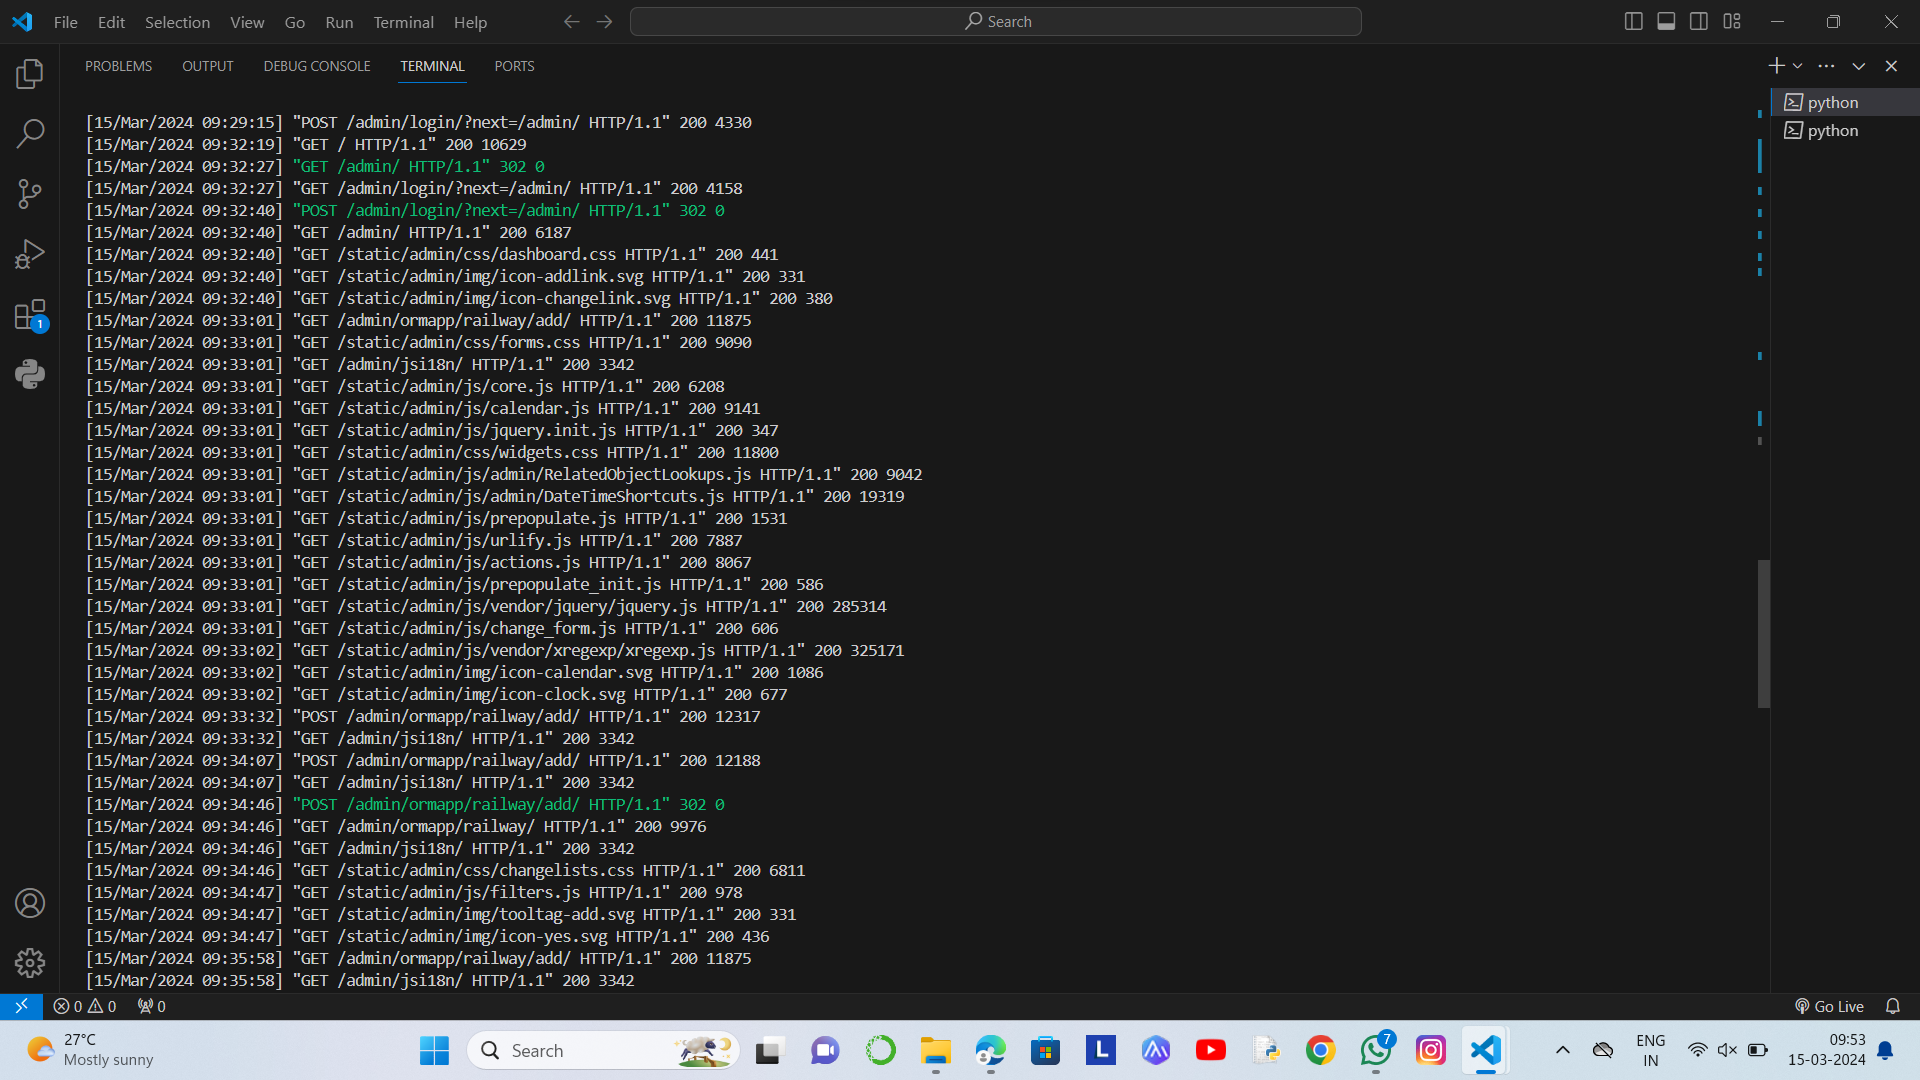 File Edit Selection View Go Run Terminal Help Search
PROBLEMS OUTPUT DEBUG CONSOLE TERMINAL PORTS
python
python
[15/Mar/2024 09:29:15] "POST /admin/login/?next=/admin/ HTTP/1.1" 200 4330
[15/Mar/2024 09:32:19] "GET / HTTP/1.1" 200 10629
[15/Mar/2024 09:32:27] "GET /admin/ HTTP/1.1" 302 0
[15/Mar/2024 09:32:27] "GET /admin/login/?next=/admin/ HTTP/1.1" 200 4158
[15/Mar/2024 09:32:40] "POST /admin/login/?next=/admin/ HTTP/1.1" 302 0
[15/Mar/2024 09:32:40] "GET /admin/ HTTP/1.1" 200 6187
[15/Mar/2024 09:32:40] "GET /static/admin/css/dashboard.css HTTP/1.1" 200 441
[15/Mar/2024 09:32:40] "GET /static/admin/img/icon-addlink.svg HTTP/1.1" 200 331
[15/Mar/2024 09:32:40] "GET /static/admin/img/icon-changelink.svg HTTP/1.1" 200 380
[15/Mar/2024 09:33:01] "GET /admin/ormapp/railway/add/ HTTP/1.1" 200 11875
[15/Mar/2024 09:33:01] "GET /static/admin/css/forms.css HTTP/1.1" 200 9090
[15/Mar/2024 09:33:01] "GET /admin/jsi18n/ HTTP/1.1" 200 3342
[15/Mar/2024 09:33:01] "GET /static/admin/js/core.js HTTP/1.1" 200 6208
[15/Mar/2024 09:33:01] "GET /static/admin/js/calendar.js HTTP/1.1" 200 9141
[15/Mar/2024 09:33:01] "GET /static/admin/js/jquery.init.js HTTP/1.1" 200 347
[15/Mar/2024 09:33:01] "GET /static/admin/css/widgets.css HTTP/1.1" 200 11800
[15/Mar/2024 09:33:01] "GET /static/admin/js/admin/RelatedObjectLookups.js HTTP/1.1" 200 9042
[15/Mar/2024 09:33:01] "GET /static/admin/js/admin/DateTimeShortcuts.js HTTP/1.1" 200 19319
[15/Mar/2024 09:33:01] "GET /static/admin/js/prepopulate.js HTTP/1.1" 200 1531
[15/Mar/2024 09:33:01] "GET /static/admin/js/urlify.js HTTP/1.1" 200 7887
[15/Mar/2024 09:33:01] "GET /static/admin/js/actions.js HTTP/1.1" 200 8067
[15/Mar/2024 09:33:01] "GET /static/admin/js/prepopulate_init.js HTTP/1.1" 200 586
[15/Mar/2024 09:33:01] "GET /static/admin/js/vendor/jquery/jquery.js HTTP/1.1" 200 285314
[15/Mar/2024 09:33:01] "GET /static/admin/js/change_form.js HTTP/1.1" 200 606
[15/Mar/2024 09:33:02] "GET /static/admin/js/vendor/xregexp/xregexp.js HTTP/1.1" 200 325171
[15/Mar/2024 09:33:02] "GET /static/admin/img/icon-calendar.svg HTTP/1.1" 200 1086
[15/Mar/2024 09:33:02] "GET /static/admin/img/icon-clock.svg HTTP/1.1" 200 677
[15/Mar/2024 09:33:32] "POST /admin/ormapp/railway/add/ HTTP/1.1" 200 12317
[15/Mar/2024 09:33:32] "GET /admin/jsi18n/ HTTP/1.1" 200 3342
[15/Mar/2024 09:34:07] "POST /admin/ormapp/railway/add/ HTTP/1.1" 200 12188
[15/Mar/2024 09:34:07] "GET /admin/jsi18n/ HTTP/1.1" 200 3342
[15/Mar/2024 09:34:46] "POST /admin/ormapp/railway/add/ HTTP/1.1" 302 0
[15/Mar/2024 09:34:46] "GET /admin/ormapp/railway/ HTTP/1.1" 200 9976
[15/Mar/2024 09:34:46] "GET /admin/jsi18n/ HTTP/1.1" 200 3342
[15/Mar/2024 09:34:46] "GET /static/admin/css/changelists.css HTTP/1.1" 200 6811
[15/Mar/2024 09:34:47] "GET /static/admin/js/filters.js HTTP/1.1" 200 978
[15/Mar/2024 09:34:47] "GET /static/admin/img/tooltag-add.svg HTTP/1.1" 200 331
[15/Mar/2024 09:34:47] "GET /static/admin/img/icon-yes.svg HTTP/1.1" 200 436
[15/Mar/2024 09:35:58] "GET /admin/ormapp/railway/add/ HTTP/1.1" 200 11875
[15/Mar/2024 09:35:58] "GET /admin/jsi18n/ HTTP/1.1" 200 3342
1
0 0 0 Go Live
27°C
Mostly sunny
Search
L
7
ENG
IN
09:53
15-03-2024